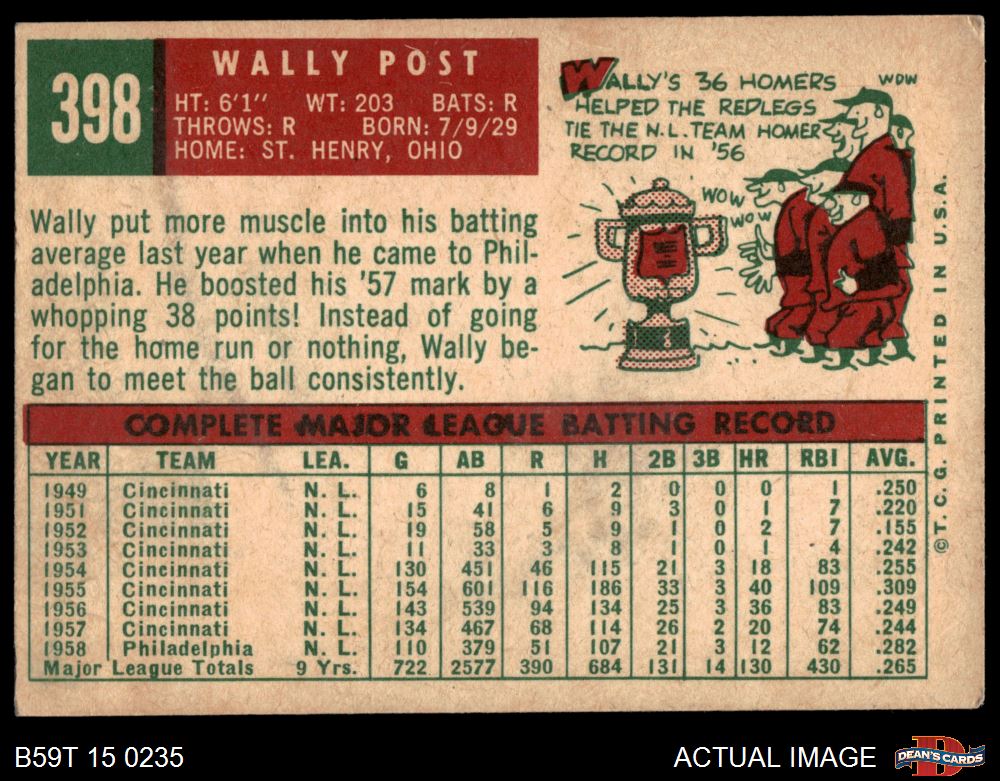 398
WALLY POST
HT: 6'1" WT: 203 BATS: R
THROWS: R BORN: 7/9/29
HOME: ST. HENRY, OHIO
WALLY'S 36 HOMERS
HELPED THE REDLEGS
TIE THE N.L. TEAM HOMER
RECORD IN '56
WOW
WOW
WOW
Wally put more muscle into his batting
average last year when he came to Phil-
adelphia. He boosted his '57 mark by a
whopping 38 points! Instead of going
for the home run or nothing, Wally be-
gan to meet the ball consistently.
COMPLETE MAJOR LEAGUE BATTING RECORD
YEAR TEAM LEA. G AB R H 2B 3B HR RBI AVG.
1949 Cincinnati N. L. 6 8 1 2 0 0 0 1 .250
1951 Cincinnati N. L. 15 41 6 9 3 0 1 7 .220
1952 Cincinnati N. L. 19 58 5 9 1 0 2 7 .155
1953 Cincinnati N. L. 11 33 3 8 1 0 1 4 .242
1954 Cincinnati N. L. 130 451 46 115 21 3 18 83 .255
1955 Cincinnati N. L. 154 601 116 186 33 3 40 109 .309
1956 Cincinnati N. L. 143 539 94 134 25 3 36 83 .249
1957 Cincinnati N. L. 134 467 68 114 26 2 20 74 .244
1958 Philadelphia N. L. 110 379 51 107 21 3 12 62 .282
Major League Totals 9 Yrs. 722 2577 390 684 131 14 130 430 .265
©T.C.G. PRINTED IN U.S.A.
B59T 15 0235
ACTUAL IMAGE
DEAN'S CARDS